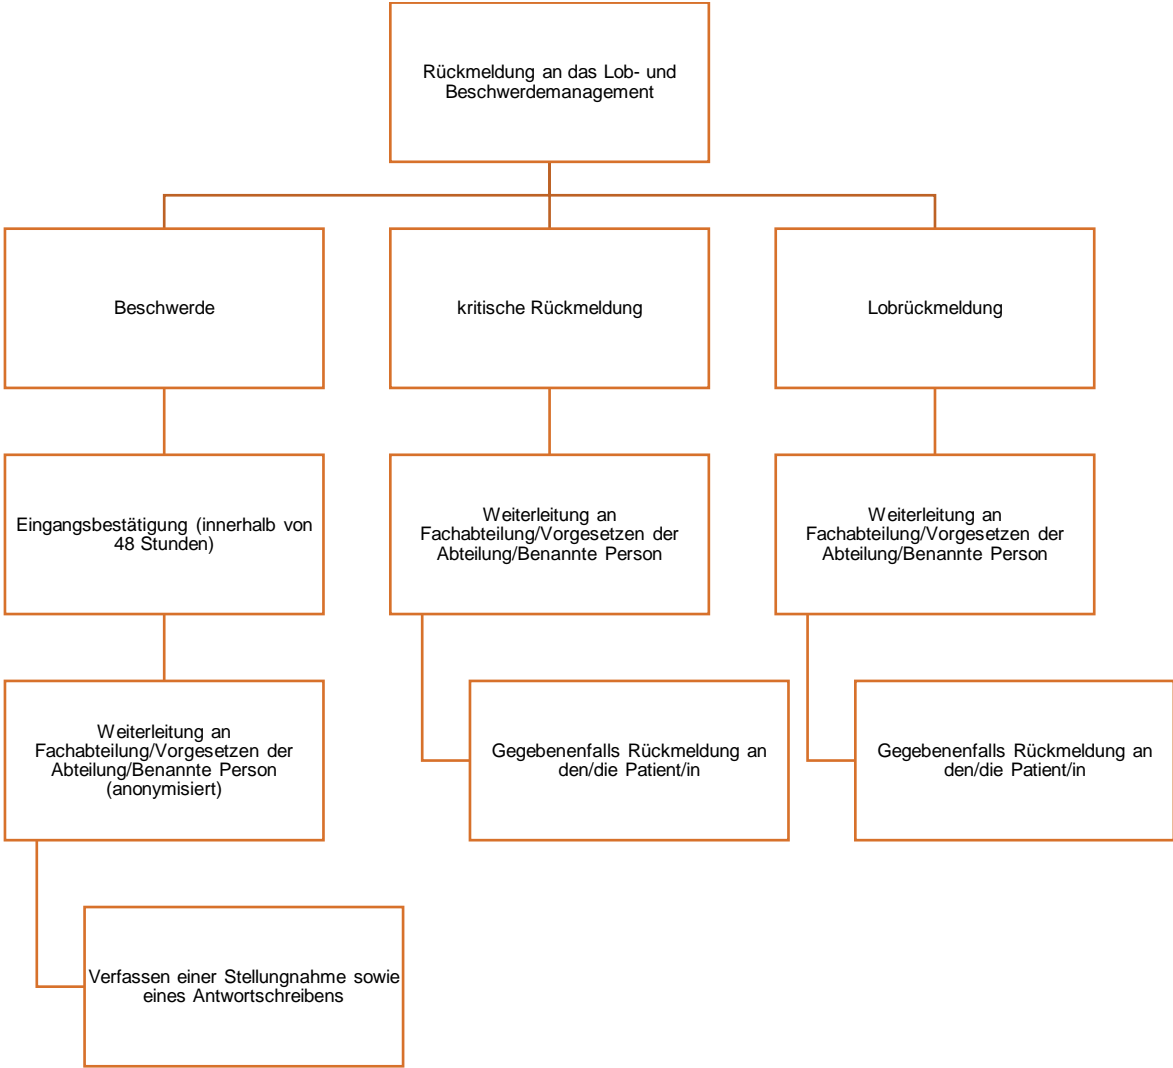 Rückmeldung an das Lob- und
Beschwerdemanagement
Beschwerde
kritische Rückmeldung
Lobrückmeldung
Eingangsbestätigung (innerhalb von
48 Stunden)
Weiterleitung an
Fachabteilung/Vorgesetzen der
Abteilung/Benannte Person
Weiterleitung an
Fachabteilung/Vorgesetzen der
Abteilung/Benannte Person
Weiterleitung an
Fachabteilung/Vorgesetzen der
Abteilung/Benannte Person
(anonymisiert)
Gegebenenfalls Rückmeldung an
den/die Patient/in
Gegebenenfalls Rückmeldung an
den/die Patient/in
Verfassen einer Stellungnahme sowie
eines Antwortschreibens